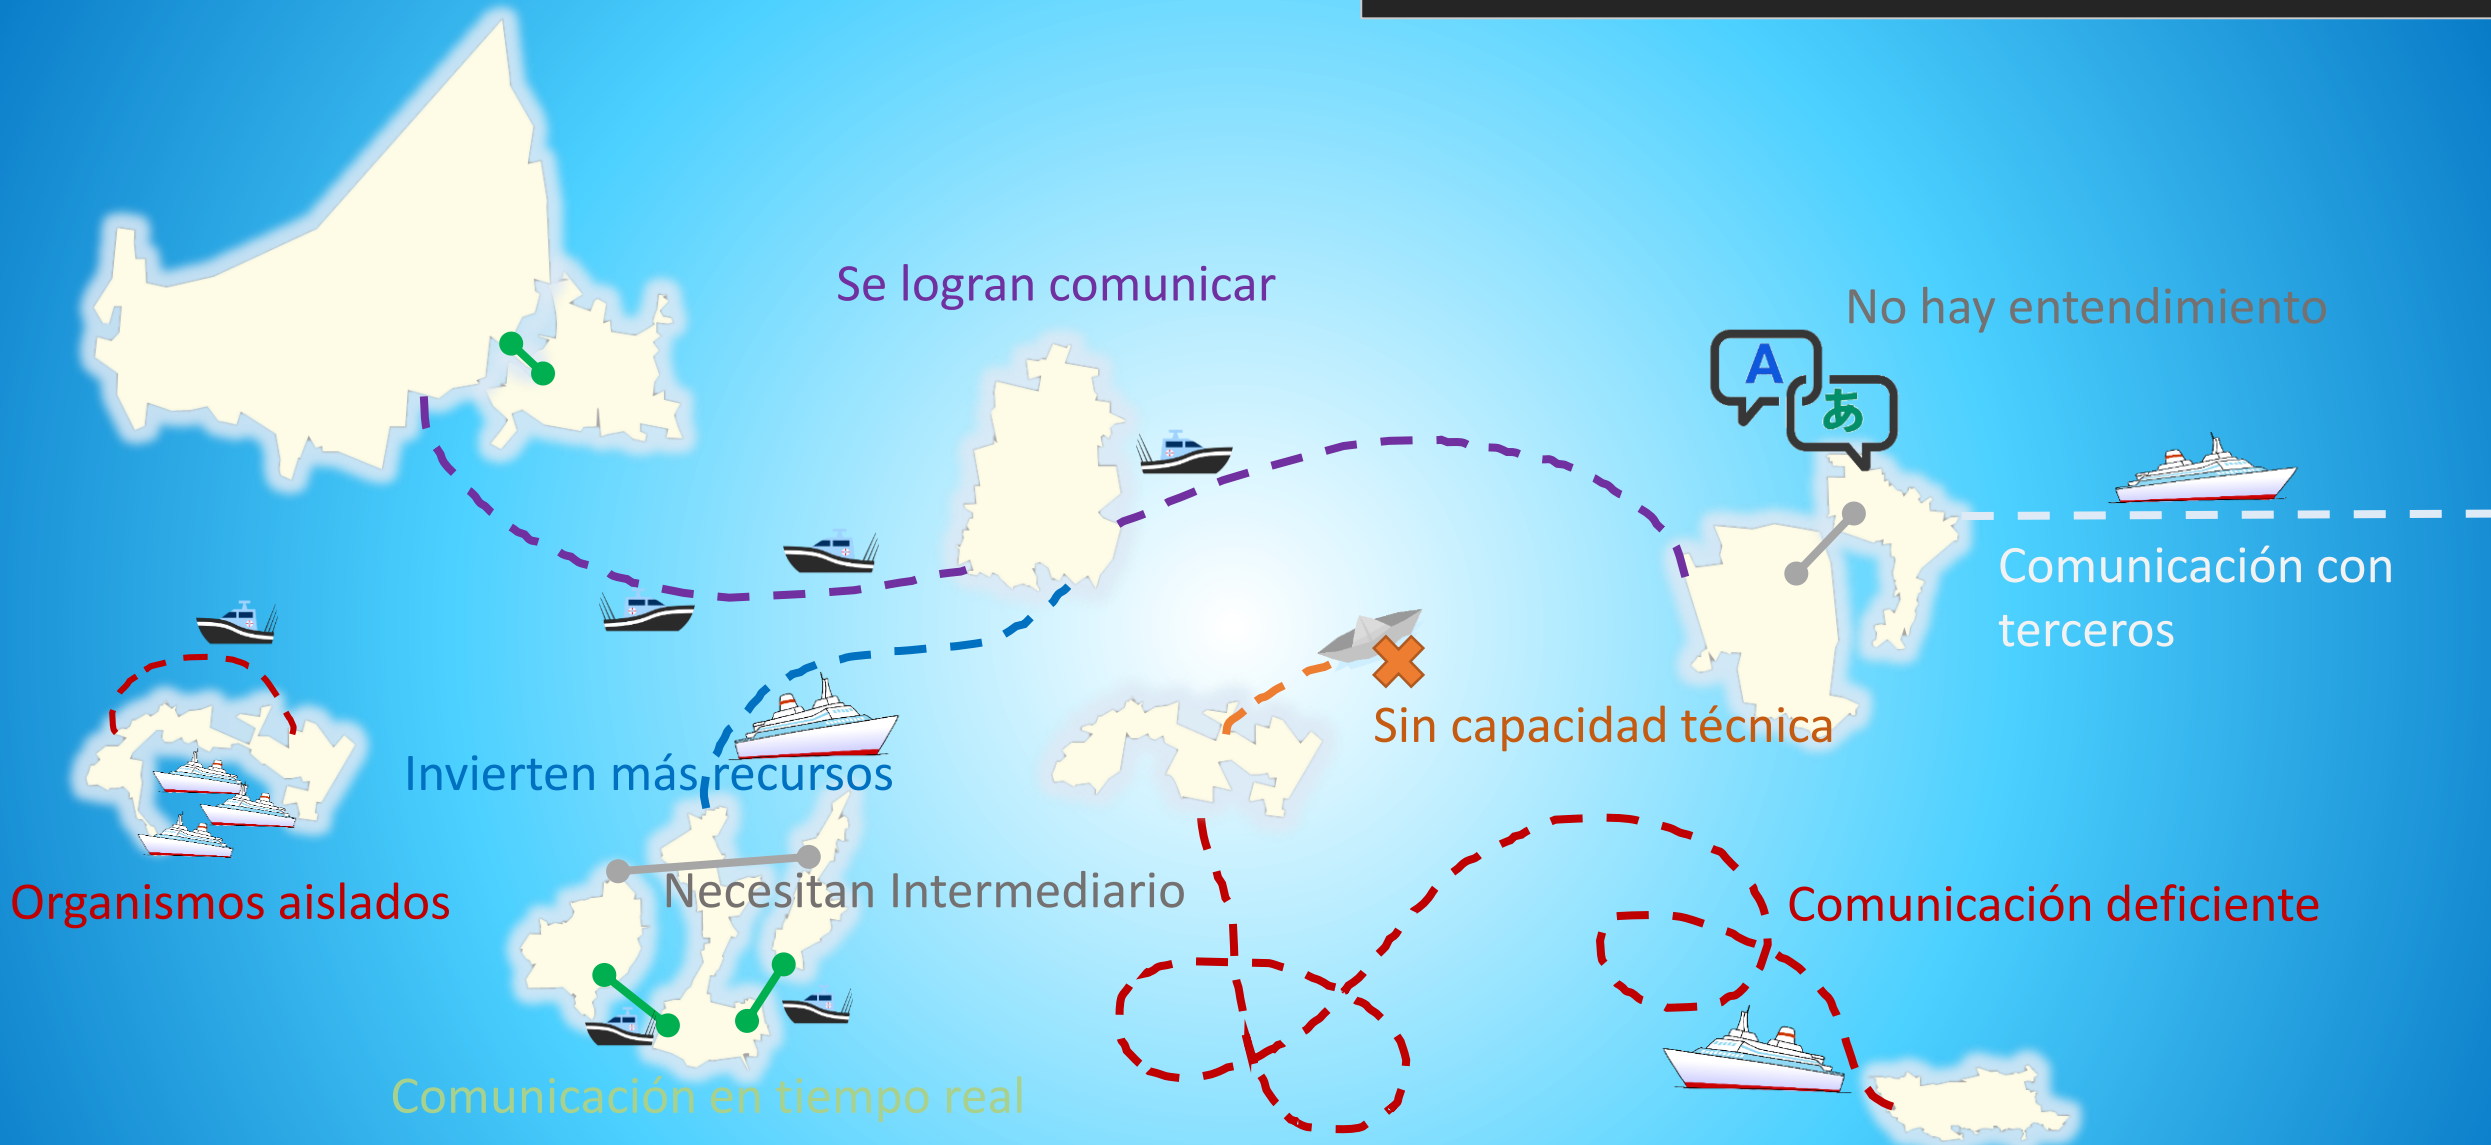 Se logran comunicar
No hay entendimiento
A
あ
Comunicación con
terceros
Sin capacidad técnica
Invierten más recursos
Necesitan Intermediario
Organismos aislados
Comunicación deficiente
Comunicación en tiempo real